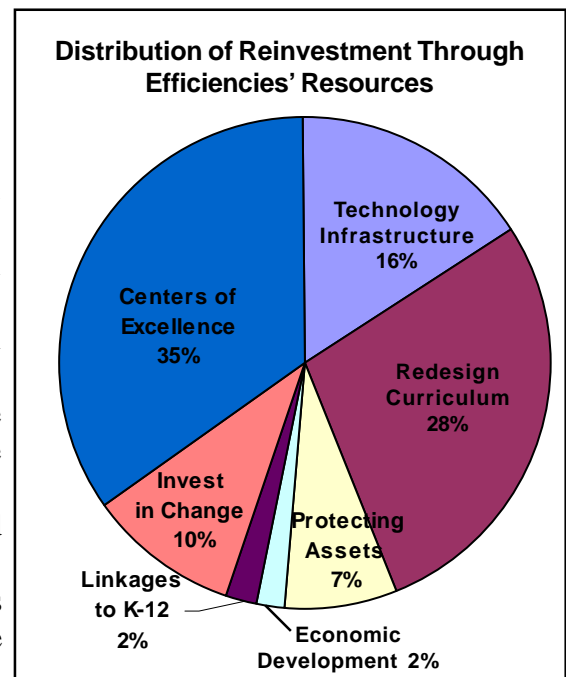 Distribution of Reinvestment Through
Efficiencies' Resources
Technology
Infrastructure
16%
Centers of
Excellence
35%
Redesign
Curriculum
28%
Invest
in Change
10%
Protecting
Assets
7%
Linkages
to K-12
2%
Economic
Development 2%